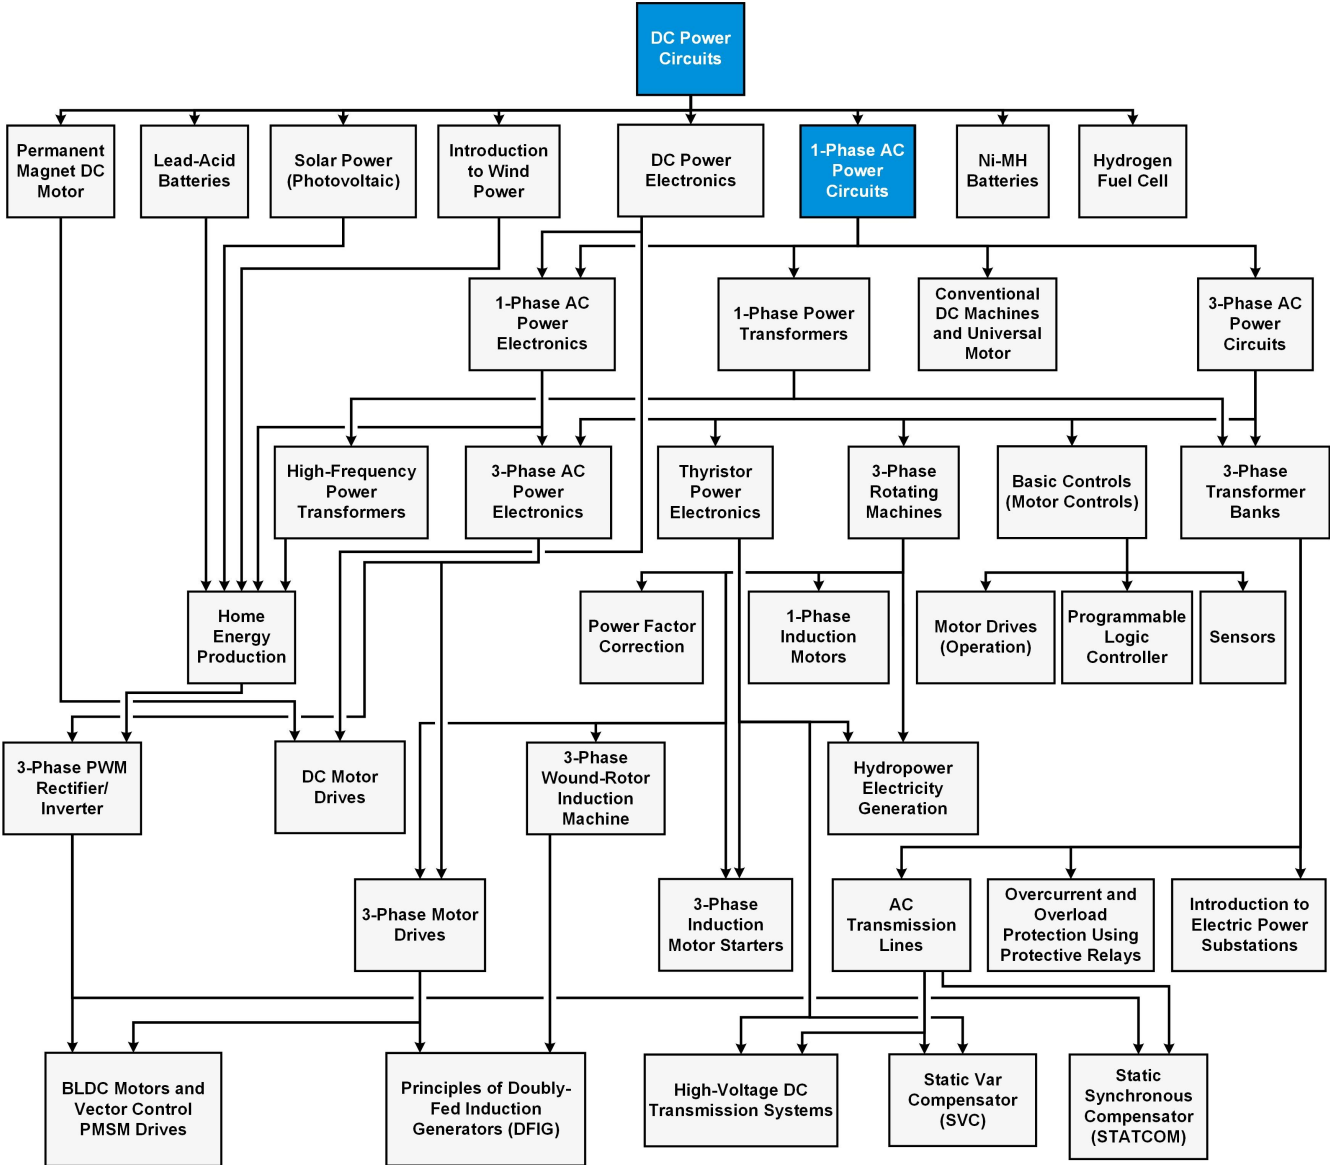 DC Power
Circuits
Permanent
Magnet DC
Motor
Lead-Acid
Batteries
Solar Power
(Photovoltaic)
Introduction
to Wind
Power
DC Power
Electronics
1-Phase AC
Power
Circuits
Ni-MH
Batteries
Hydrogen
Fuel Cell
1-Phase AC
Power
Electronics
1-Phase Power
Transformers
Conventional
DC Machines
and Universal
Motor
3-Phase AC
Power
Circuits
High-Frequency
Power
Transformers
3-Phase AC
Power
Electronics
Thyristor
Power
Electronics
3-Phase
Rotating
Machines
Basic Controls
(Motor Controls)
3-Phase
Transformer
Banks
Home
Energy
Production
Power Factor
Correction
1-Phase
Induction
Motors
Motor Drives
(Operation)
Programmable
Logic
Controller
Sensors
3-Phase PWM
Rectifier/
Inverter
DC Motor
Drives
3-Phase
Wound-Rotor
Induction
Machine
Hydropower
Electricity
Generation
3-Phase Motor
Drives
3-Phase
Induction
Motor Starters
AC
Transmission
Lines
Overcurrent and
Overload
Protection Using
Protective Relays
Introduction to
Electric Power
Substations
BLDC Motors and
Vector Control
PMSM Drives
Principles of Doubly-
Fed Induction
Generators (DFIG)
High-Voltage DC
Transmission Systems
Static Var
Compensator
(SVC)
Static
Synchronous
Compensator
(STATCOM)